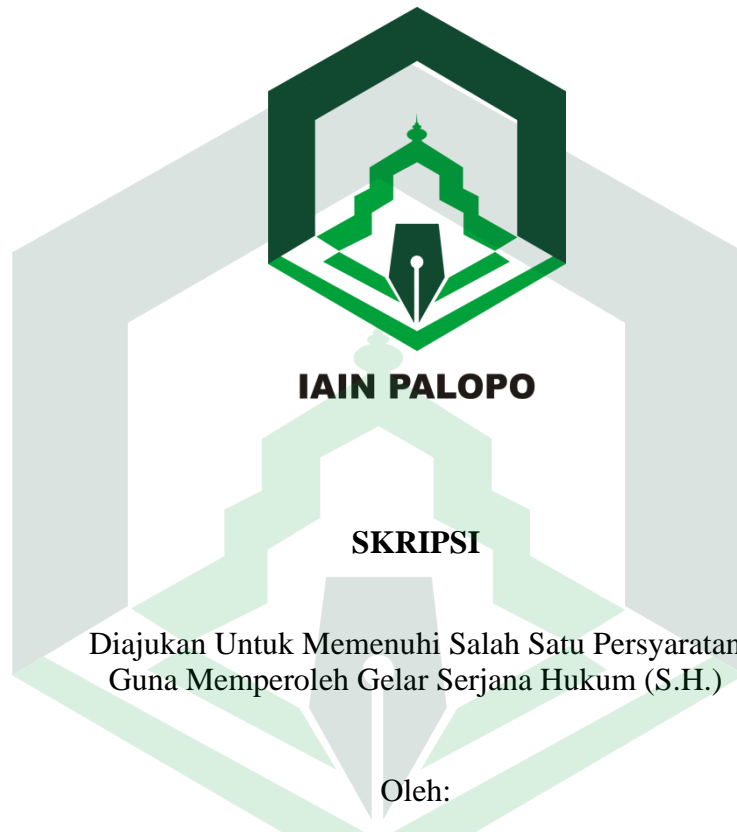 IAIN PALOPO
SKRIPSI
Diajukan Untuk Memenuhi Salah Satu Persyaratan
Guna Memperoleh Gelar Serjana Hukum (S.H.)
Oleh: